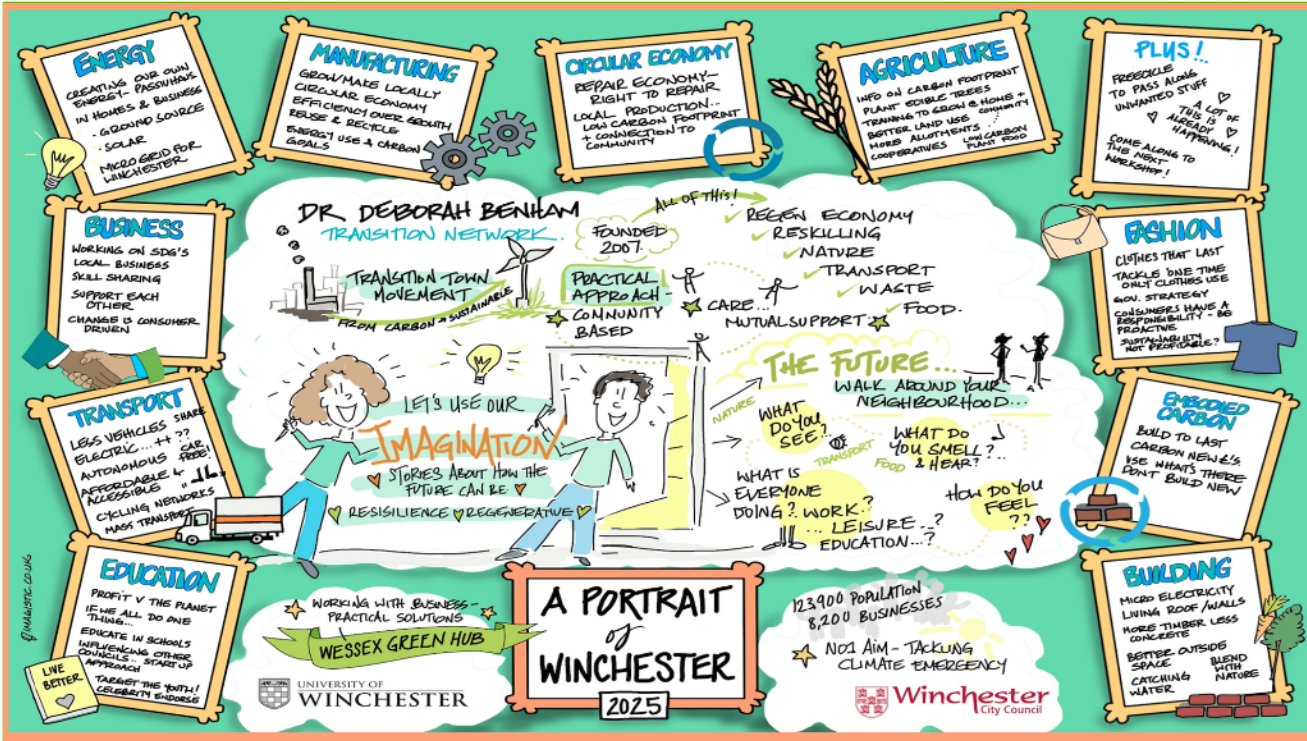 ENERGY
CREATING OUR OWN
ENERGY - PASSIVHAUS
IN HOMES & BUSINESS
- GROUND SOURCE
- SOLAR
MICRO GRID FOR
WINCHESTER
MANUFACTURING
GROW/MAKE LOCALLY
CIRCULAR ECONOMY
EFFICIENCY OVER GROWTH
REUSE & RECYCLE
ENERGY USE & CARBON
GOALS
CIRCULAR ECONOMY
REPAIR ECONOMY-
RIGHT TO REPAIR
LOCAL PRODUCTION...
LOW CARBON FOOTPRINT
+ CONNECTION TO
COMMUNITY
AGRICULTURE
INFO ON CARBON FOOTPRINT
PLANT EDIBLE TREES
TRAINING TO GROW @ HOME +
COMMUNITY
BETTER LAND USE
MORE ALLOTMENTS
COOPERATIVES
LOW CARBON
PLANT FOOD
PLUS!..
FREECICLE
TO PASS ALONG
UNWANTED STUFF
A LOT OF
THIS IS
ALREADY
HAPPENING!
COME ALONG TO
THE NEXT
WORKSHOP!
BUSINESS
WORKING ON SDG'S
LOCAL BUSINESS
SKILL SHARING
SUPPORT EACH
OTHER
CHANGE IS CONSUMER
DRIVEN
DR DEBORAH BENHAM
TRANSITION NETWORK..
TRANSITION TOWN
MOVEMENT
FROM CARBON → SUSTAINABLE
FOUNDED
2007.
ALL OF THIS!
PRACTICAL
APPROACH-
COMMUNITY
BASED
CARE...
MUTUAL SUPPORT
REGEN ECONOMY
RESKILLING
NATURE
TRANSPORT
WASTE
FOOD.
FASHION
CLOTHES THAT LAST
TACKLE 'ONE TIME
ONLY CLOTHES USE
GOV. STRATEGY
CONSUMERS HAVE A
RESPONSIBILITY - BE
PROACTIVE
SUSTAINABILITY
NOT PROFITABLE?
TRANSPORT
LESS VEHICLES SHARE
ELECTRIC... ++ ??
AUTONOMOUS CAR
FREE!
AFFORDABLE &
ACCESSIBLE
CYCLING NETWORKS
MASS TRANSPORT
LET'S USE OUR
IMAGINATION
STORIES ABOUT HOW THE
FUTURE CAN BE
RESISILIENCE REGENERATIVE
THE FUTURE...
WALK AROUND YOUR
NEIGHBOURHOOD...
NATURE
WHAT
DO YOU
SEE?
TRANSPORT
FOOD
WHAT DO
YOU SMELL?
& HEAR?
WHAT IS
EVERYONE
DOING? WORK..?
... LEISURE...?
EDUCATION...?
HOW DO YOU
FEEL
??
EMBODIED
CARBON
BUILD TO LAST
CARBON NEW £'S.
USE WHAT'S THERE
DON'T BUILD NEW
EDUCATION
PROFIT V THE PLANET
IF WE ALL DO ONE
'THING...
EDUCATE IN SCHOOLS
INFLUENCING OTHER
COUNCILS.. START UP
APPROACH
TARGET THE YOUTH!
CELEBRITY ENDORSE
LIVE
BETTER
WORKING WITH BUSINESS-
PRACTICAL SOLUTIONS
WESSEX GREEN HUB
UNIVERSITY OF
WINCHESTER
A PORTRAIT
of
WINCHESTER
2025
123,900 POPULATION
8,200 BUSINESSES
NO1 AIM - TACKLING
CLIMATE EMERGENCY
Winchester
City Council
BUILDING
MICRO ELECTRICITY
LIVING ROOF/WALLS
MORE TIMBER LESS
CONCRETE
BETTER OUTSIDE
SPACE
CATCHING
WATER
BLEND
WITH
NATURE
IMAGISTIC.CO.UK